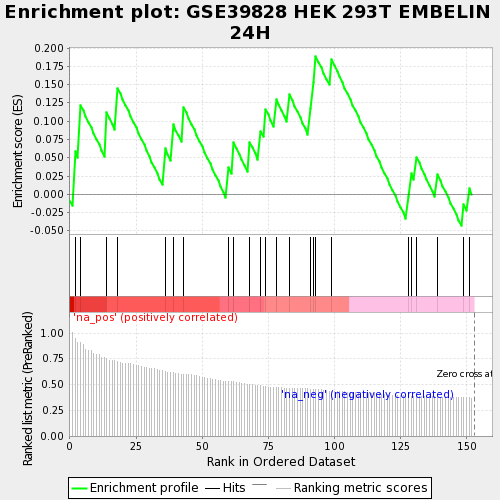 Enrichment plot: GSE39828 HEK 293T EMBELIN
24H
Enrichment score (ES)
0.200
0.175
0.150
0.125
0.100
0.075
0.050
0.025
0.000
-0.025
-0.050
'na_pos' (positively correlated)
Ranked list metric (PreRanked)
1.00
0.75
0.50
0.25
0.00
Zero cross at
'na_neg' (negatively correlated)
0 25 50 75 100 125 150
Rank in Ordered Dataset
Enrichment profile Hits Ranking metric scores